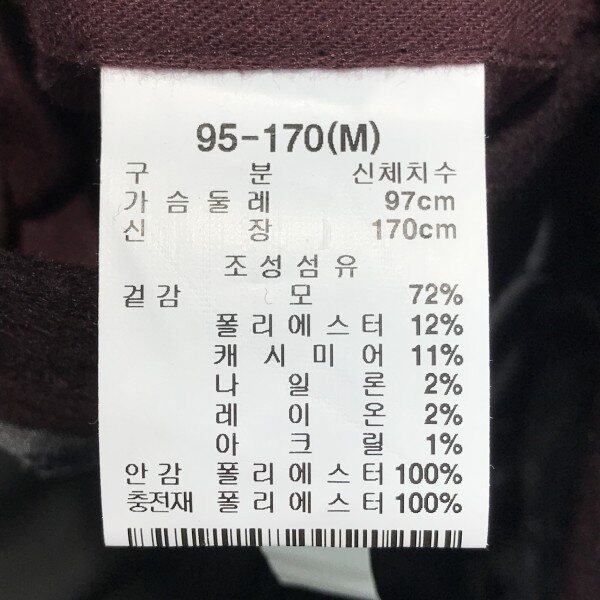 95-170(M)
구 분 신체치수
가슴둘레 97cm
신 장 170cm
조성섬유
겉감 모 72%
폴리에스터 12%
캐시미어 11%
나일론 2%
레이온 2%
아크릴 1%
안감 폴리에스터 100%
충전재 폴리에스터 100%